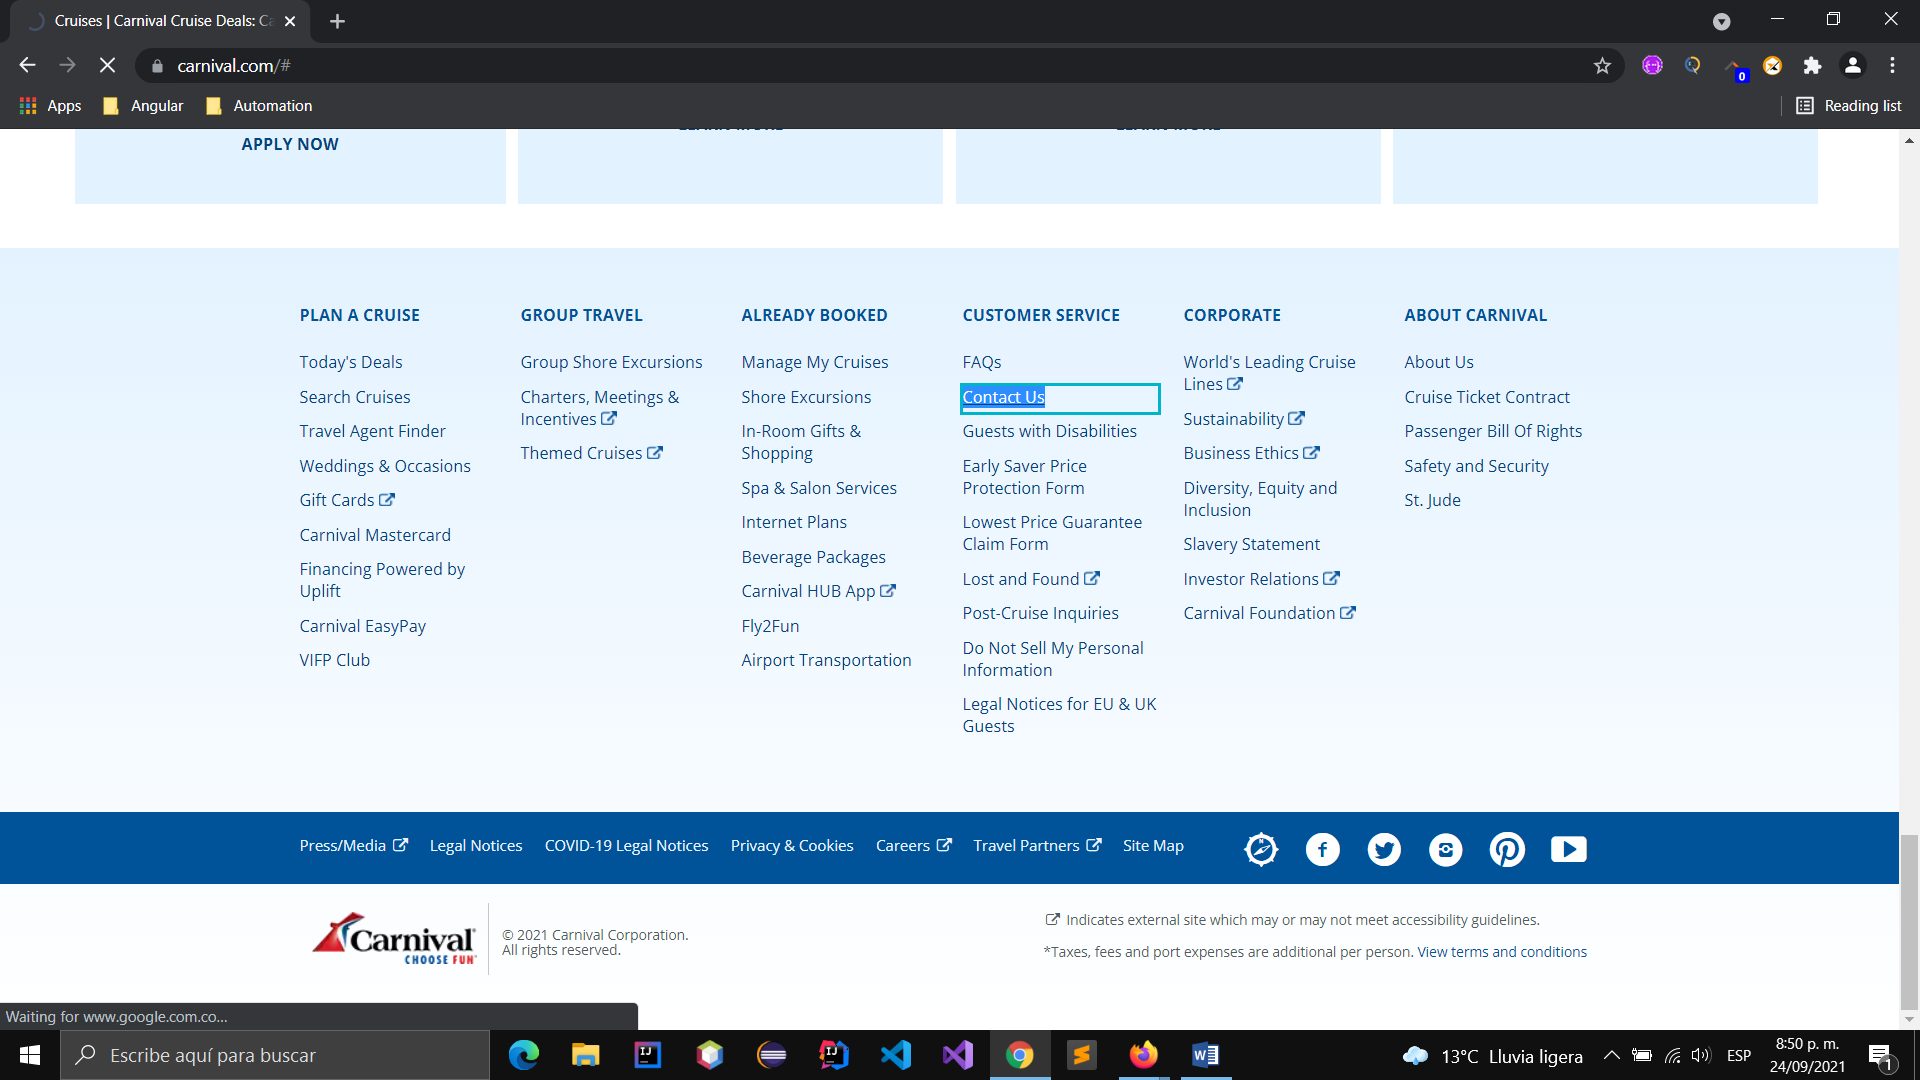 Cruises | Carnival Cruise Deals: Ca
carnival.com/#
0
Apps
Angular
Automation
Reading list
APPLY NOW
LEARN MORE
LEARN MORE
PLAN A CRUISE
Today's Deals
Search Cruises
Travel Agent Finder
Weddings & Occasions
Gift Cards
Carnival Mastercard
Financing Powered by
Uplift
Carnival EasyPay
VIFP Club
GROUP TRAVEL
Group Shore Excursions
Charters, Meetings &
Incentives
Themed Cruises
ALREADY BOOKED
Manage My Cruises
Shore Excursions
In-Room Gifts &
Shopping
Spa & Salon Services
Internet Plans
Beverage Packages
Carnival HUB App
Fly2Fun
Airport Transportation
CUSTOMER SERVICE
FAQs
Contact Us
Guests with Disabilities
Early Saver Price
Protection Form
Lowest Price Guarantee
Claim Form
Lost and Found
Post-Cruise Inquiries
Do Not Sell My Personal
Information
Legal Notices for EU & UK
Guests
CORPORATE
World's Leading Cruise
Lines
Sustainability
Business Ethics
Diversity, Equity and
Inclusion
Slavery Statement
Investor Relations
Carnival Foundation
ABOUT CARNIVAL
About Us
Cruise Ticket Contract
Passenger Bill Of Rights
Safety and Security
St. Jude
Press/Media
Legal Notices
COVID-19 Legal Notices
Privacy & Cookies
Careers
Travel Partners
Site Map
Carnival
CHOOSE FUN
© 2021 Carnival Corporation.
All rights reserved.
Indicates external site which may or may not meet accessibility guidelines.
*Taxes, fees and port expenses are additional per person. View terms and conditions
Waiting for www.google.com.co...
Escribe aquí para buscar
13°C Lluvia ligera
ESP
8:50 p. m.
24/09/2021
1